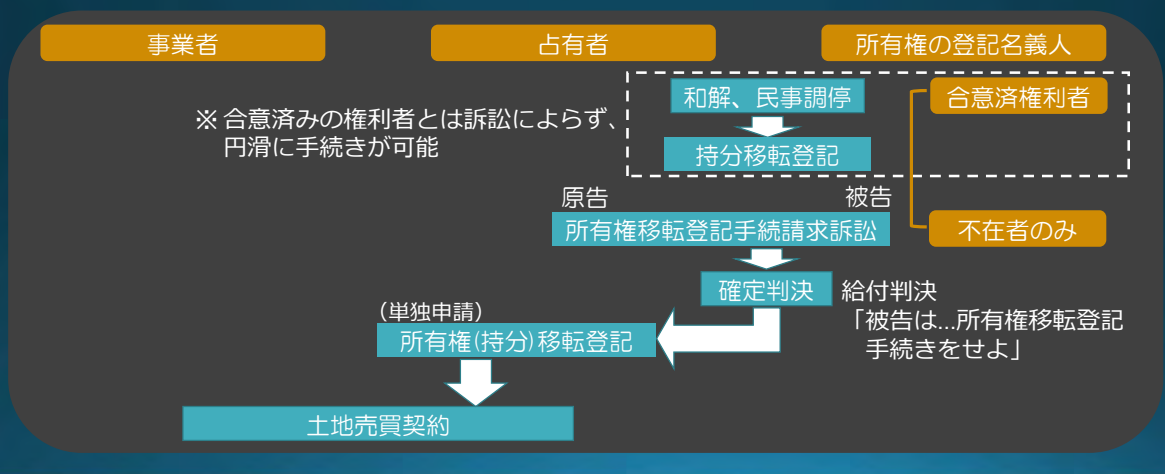 事業者
占有者
所有権の登記名義人
和解、民事調停
合意済権利者
※ 合意済みの権利者とは訴訟によらず、
円滑に手続きが可能
持分移転登記
原告
被告
所有権移転登記手続請求訴訟
不在者のみ
確定判決
給付判決
「被告は...所有権移転登記
手続きをせよ」
(単独申請)
所有権(持分)移転登記
土地売買契約